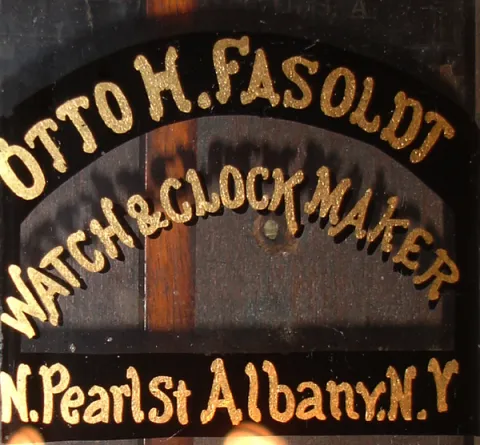 OTTO H. FASOLDT
WATCH & CLOCK MAKER
N. Pearl St Albany. N. Y